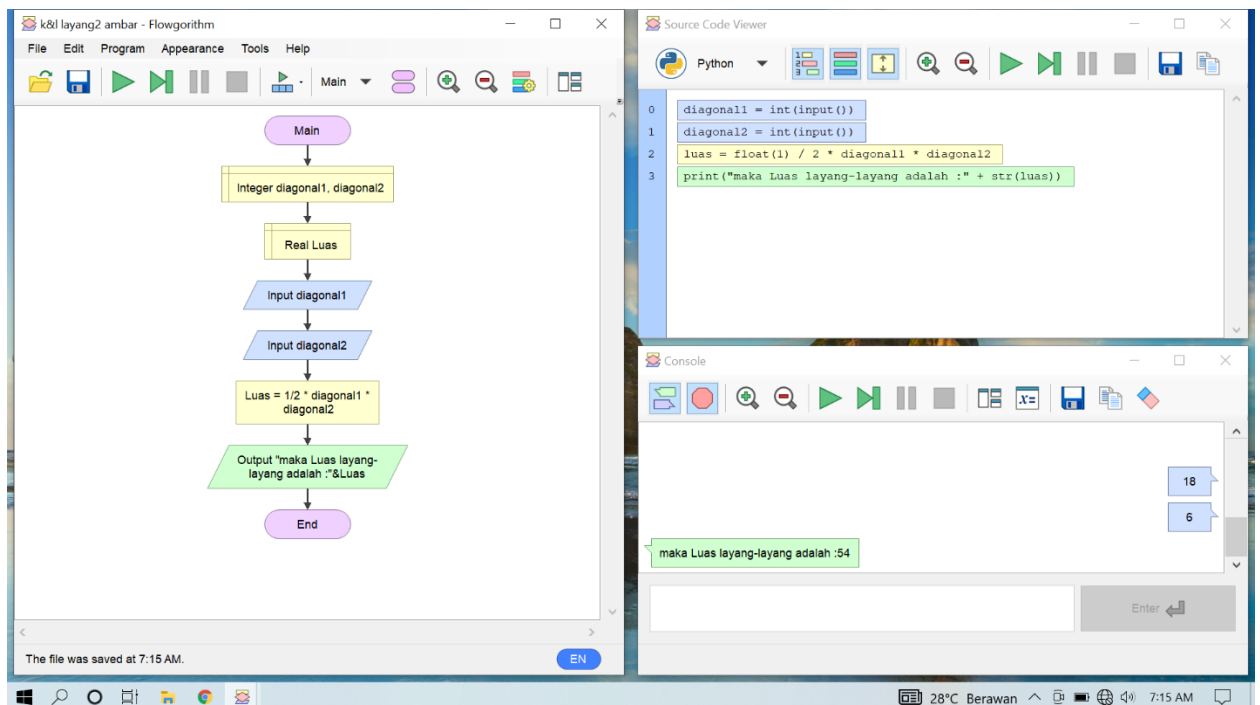 k&l layang2 ambar - Flowgorithm
File Edit Program Appearance Tools Help
Main
Main
Integer diagonal1, diagonal2
Real Luas
Input diagonal1
Input diagonal2
Luas = 1/2 * diagonal1 *
diagonal2
Output "maka Luas layang-
layang adalah :"&Luas
End
The file was saved at 7:15 AM.
EN
Source Code Viewer
Python
0 diagonal1 = int(input())
1 diagonal2 = int(input())
2 luas = float(1) / 2 * diagonal1 * diagonal2
3 print("maka Luas layang-layang adalah :" + str(luas))
Console
x=
18
6
maka Luas layang-layang adalah :54
Enter
28°C Berawan 7:15 AM